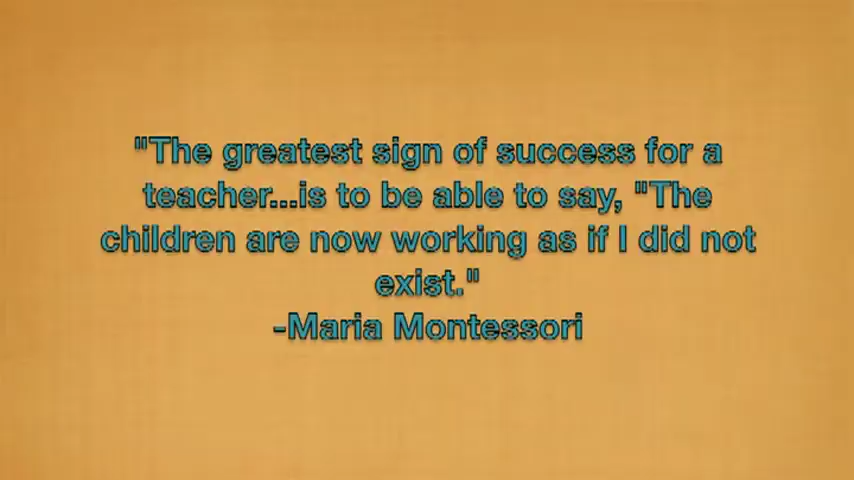 "The greatest sign of success for a
teacher...is to be able to say, "The
children are now working as if I did not
exist."
-Maria Montessori